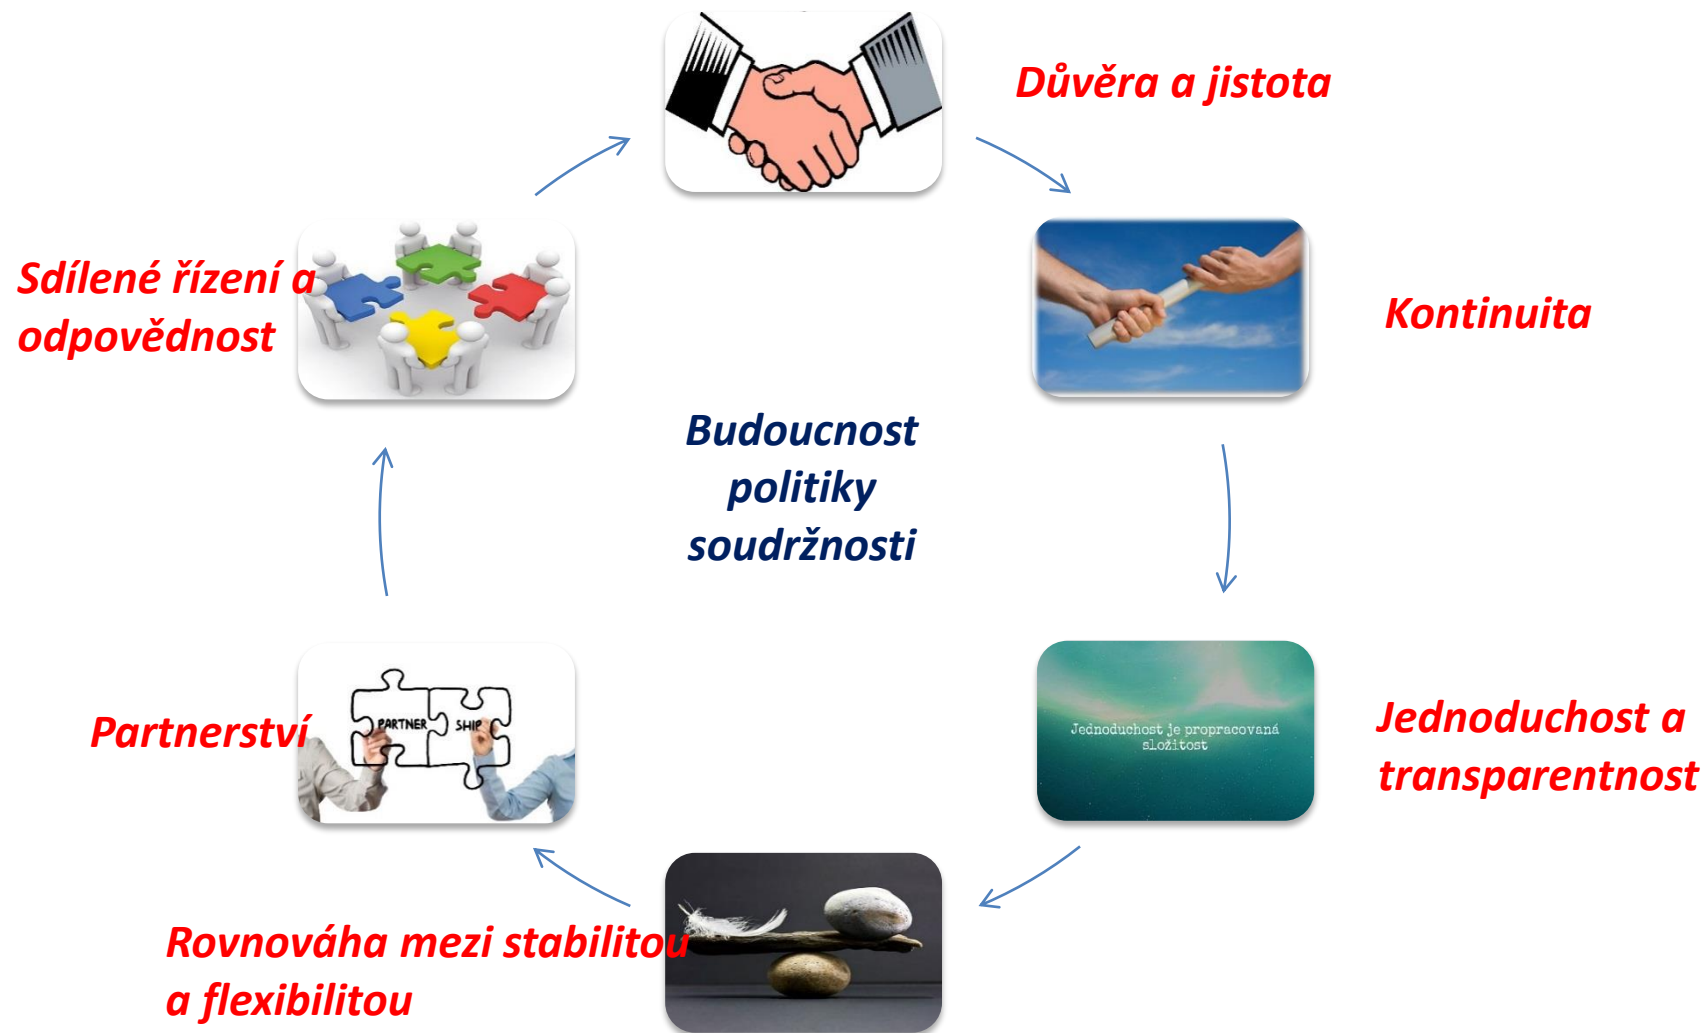 Důvěra a jistota
Sdílené řízení a
odpovědnost
Kontinuita
Budoucnost
politiky
soudržnosti
Partnerství
PARTNER SHIP
Jednoduchost je propracovaná
složitost
Jednoduchost a
transparentnost
Rovnováha mezi stabilitou
a flexibilitou